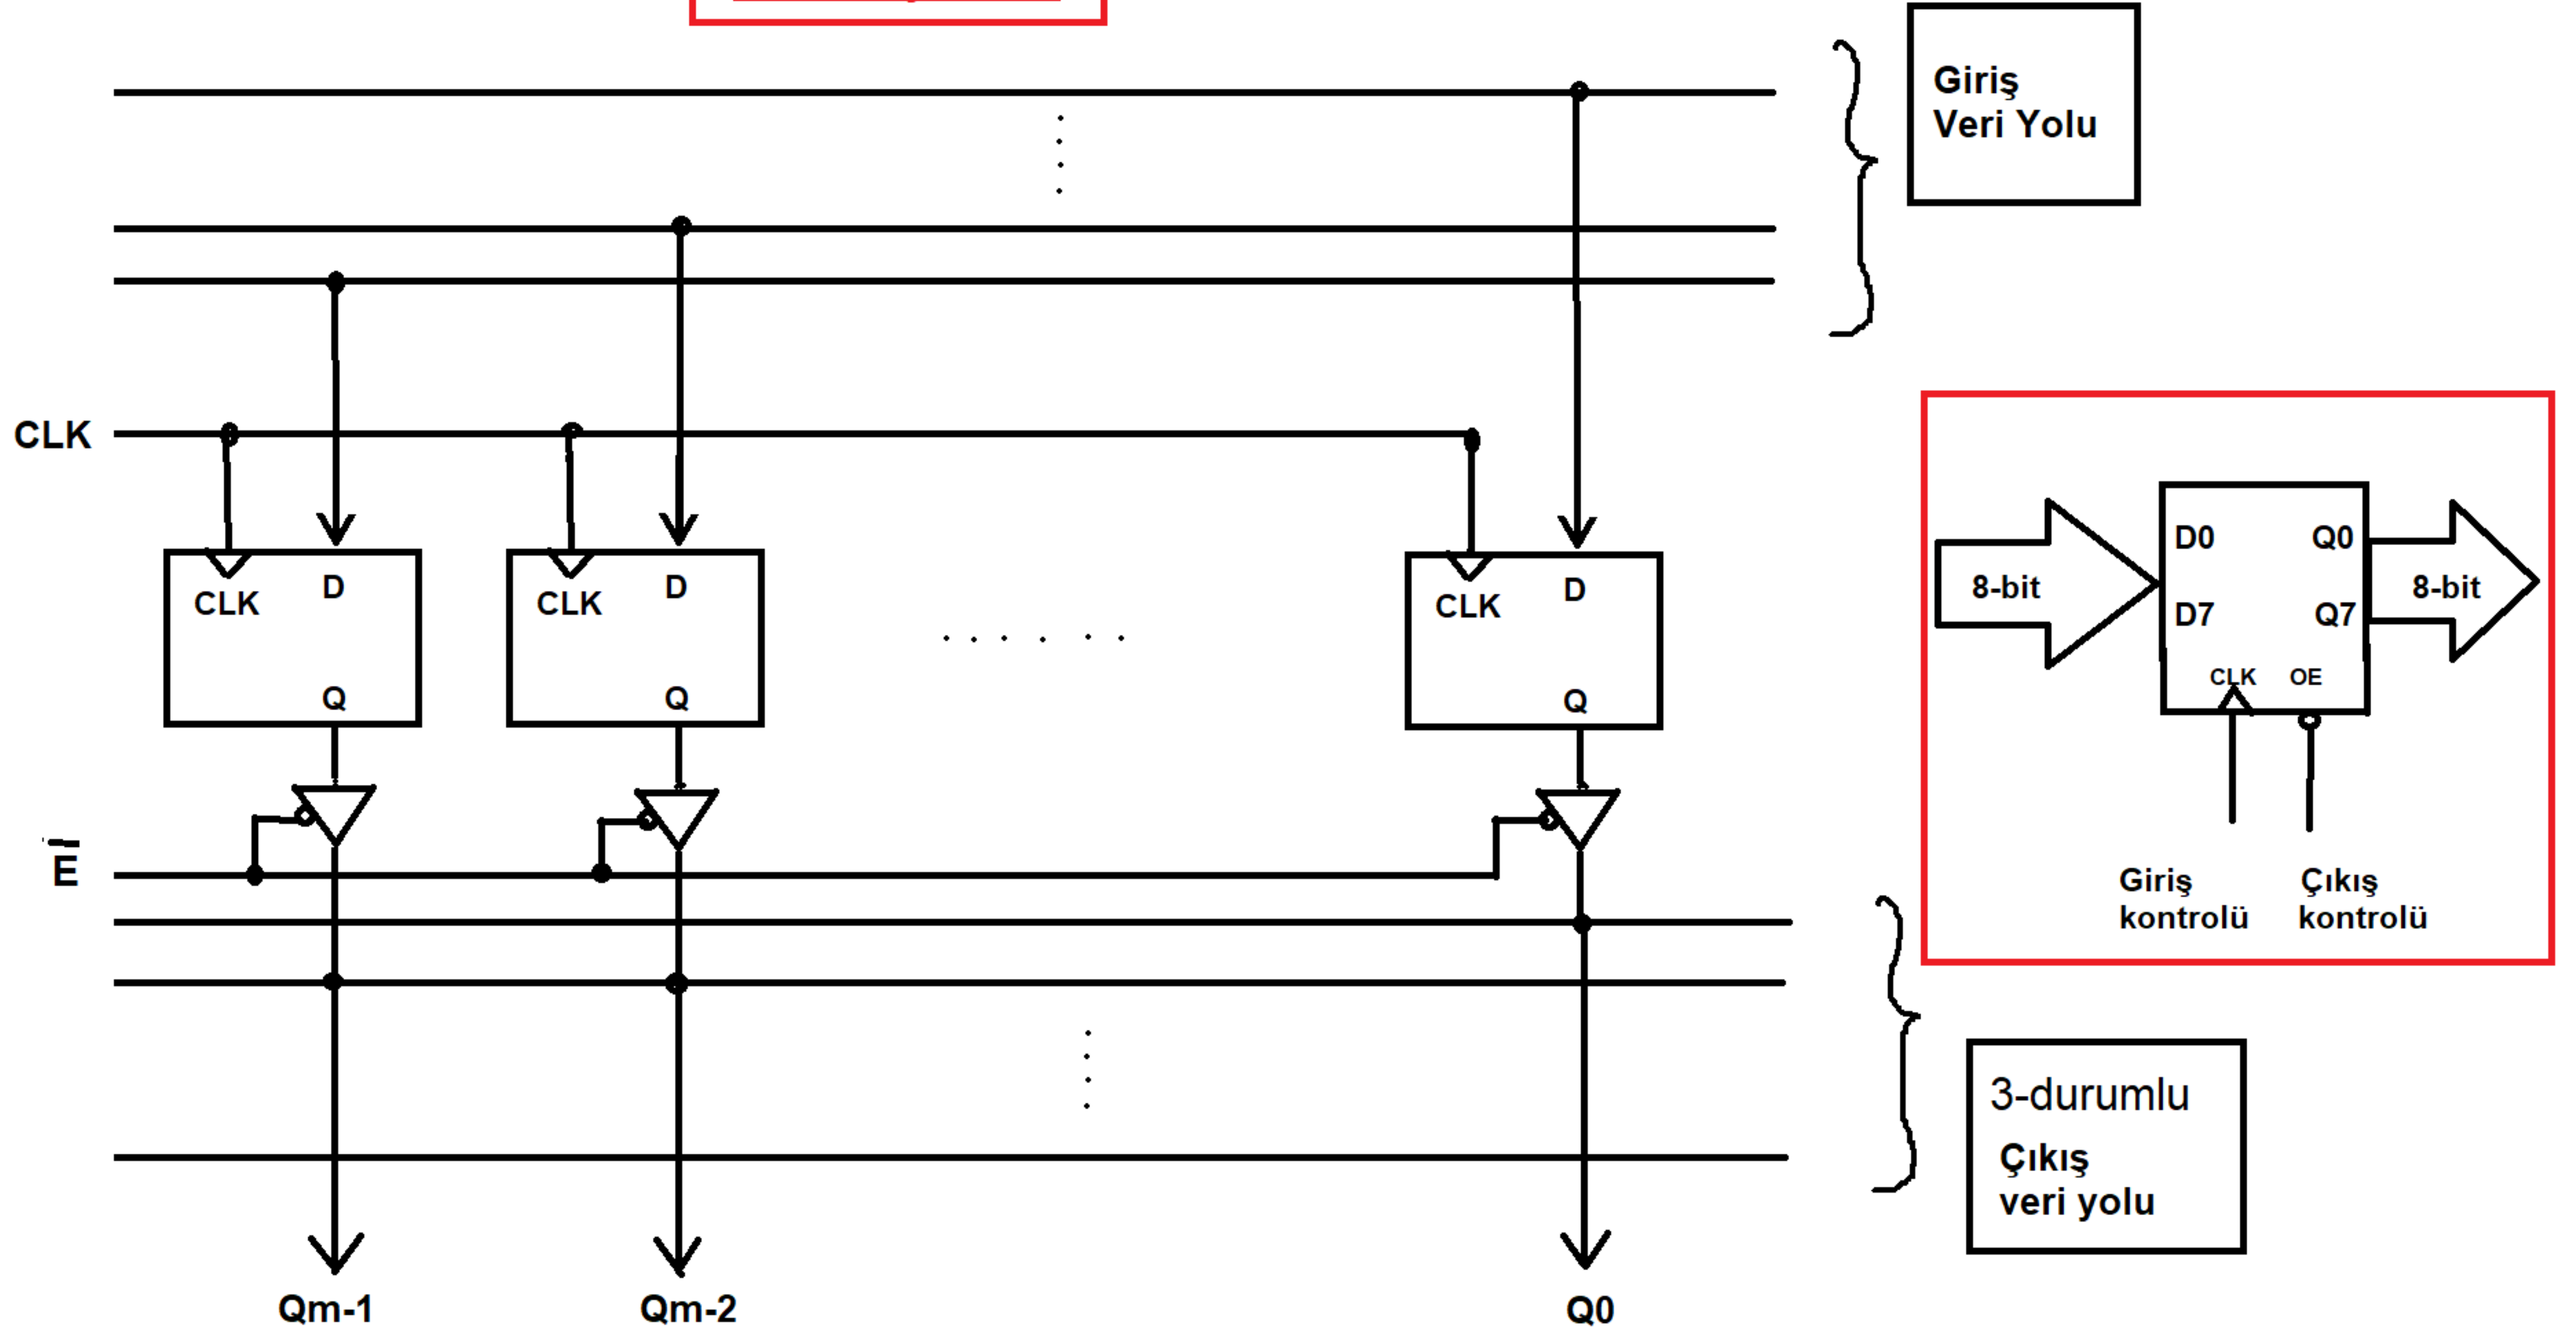 Giriş
Veri Yolu
CLK
CLK
D
Q
CLK
D
Q
CLK
D
Q
E
8-bit
D0
Q0
D7
Q7
CLK
OE
8-bit
Giriş
kontrolü
Çıkış
kontrolü
3-durumlu
Çıkış
veri yolu
Qm-1
Qm-2
Q0